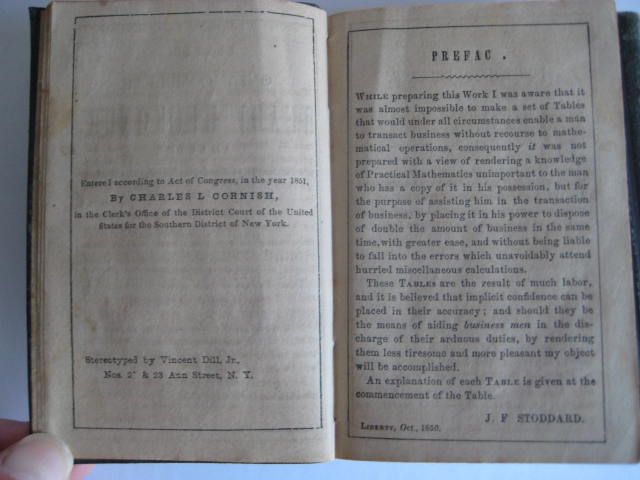 Entere l according to Act of Congress, in the year 1851,
By CHARLES L CORNISH,
in the Clerk's Office of the District Court of the United
States for the Southern District of New York.
Stereotyped by Vincent Dill, Jr.,
Nos. 2' & 23 Ann Street, N. Y.
PREFAC .
WHILE preparing this Work I was aware that it
was almost impossible to make a set of Tables
that would under all circumstances enable a man
to transact business without recourse to mathe-
matical operations, consequently it was not
prepared with a view of rendering a knowledge
of Practical Mathematics unimportant to the man
who has a copy of it in his possession, but for
the purpose of assisting him in the transaction
of business, by placing it in his power to dispose
of double the amount of business in the same
time, with greater ease, and without being liable
to fall into the errors which unavoidably attend
hurried miscellaneous calculations.
These TABLES are the result of much labor,
and it is believed that implicit confidence can be
placed in their accuracy; and should they be
the means of aiding business men in the dis-
charge of their arduous duties, by rendering
them less tiresome and more pleasant my object
will be accomplished.
An explanation of each TABLE is given at the
commencement of the Table.
J. F STODDARD.
LIBERTY, Oct., 1850.